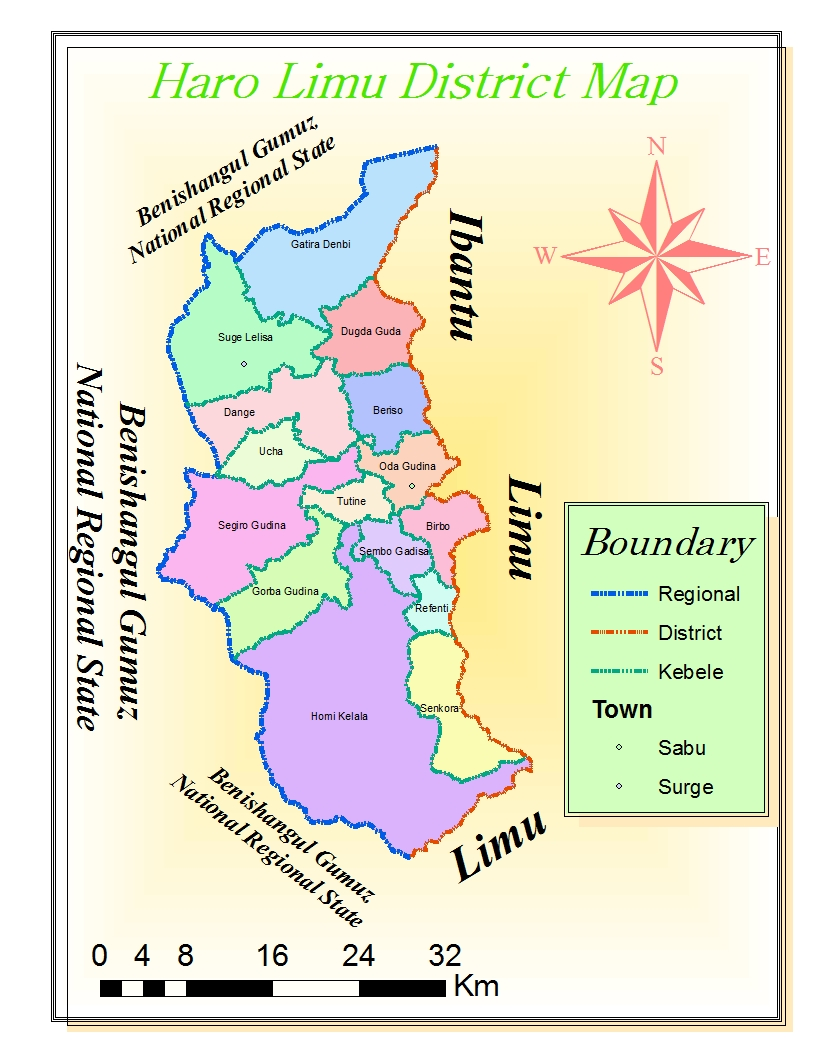 Haro Limu District Map
Benishangul Gumuz
National Regional State
N
W
E
S
Ibantu
Gatira Denbi
Dugda Guda
Suge Lelisa
Dange
Beriso
Ucha
Oda Gudina
Tutine
Segiro Gudina
Birbo
Sembo Gadisa
Gorba Gudina
Refenti
Homi Kelala
Senkora
Benishangul Gumuz
National Regional State
Limu
Benishangul Gumuz
National Regional State
Limu
Boundary
Regional
District
Kebele
Town
Sabu
Surge
0 4 8 16 24 32
Km